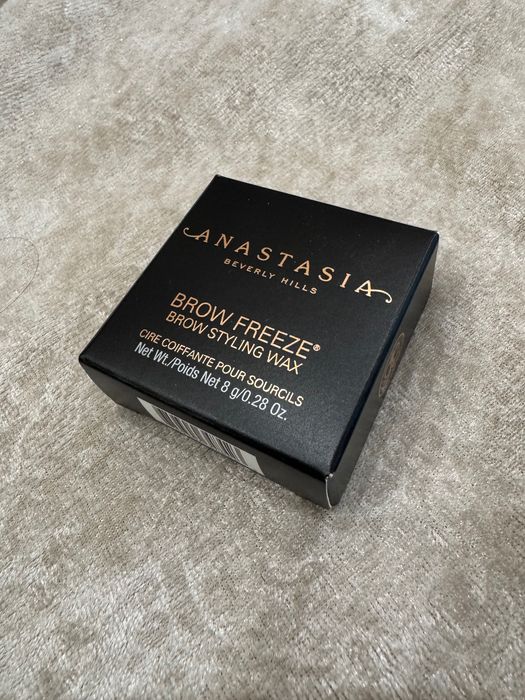 ANASTASIA
BEVERLY HILLS
BROW FREEZE®
BROW STYLING WAX
CIRE COIFFANTE POUR SOURCILS
Net Wt./Poids Net 8 g/0.28 Oz.